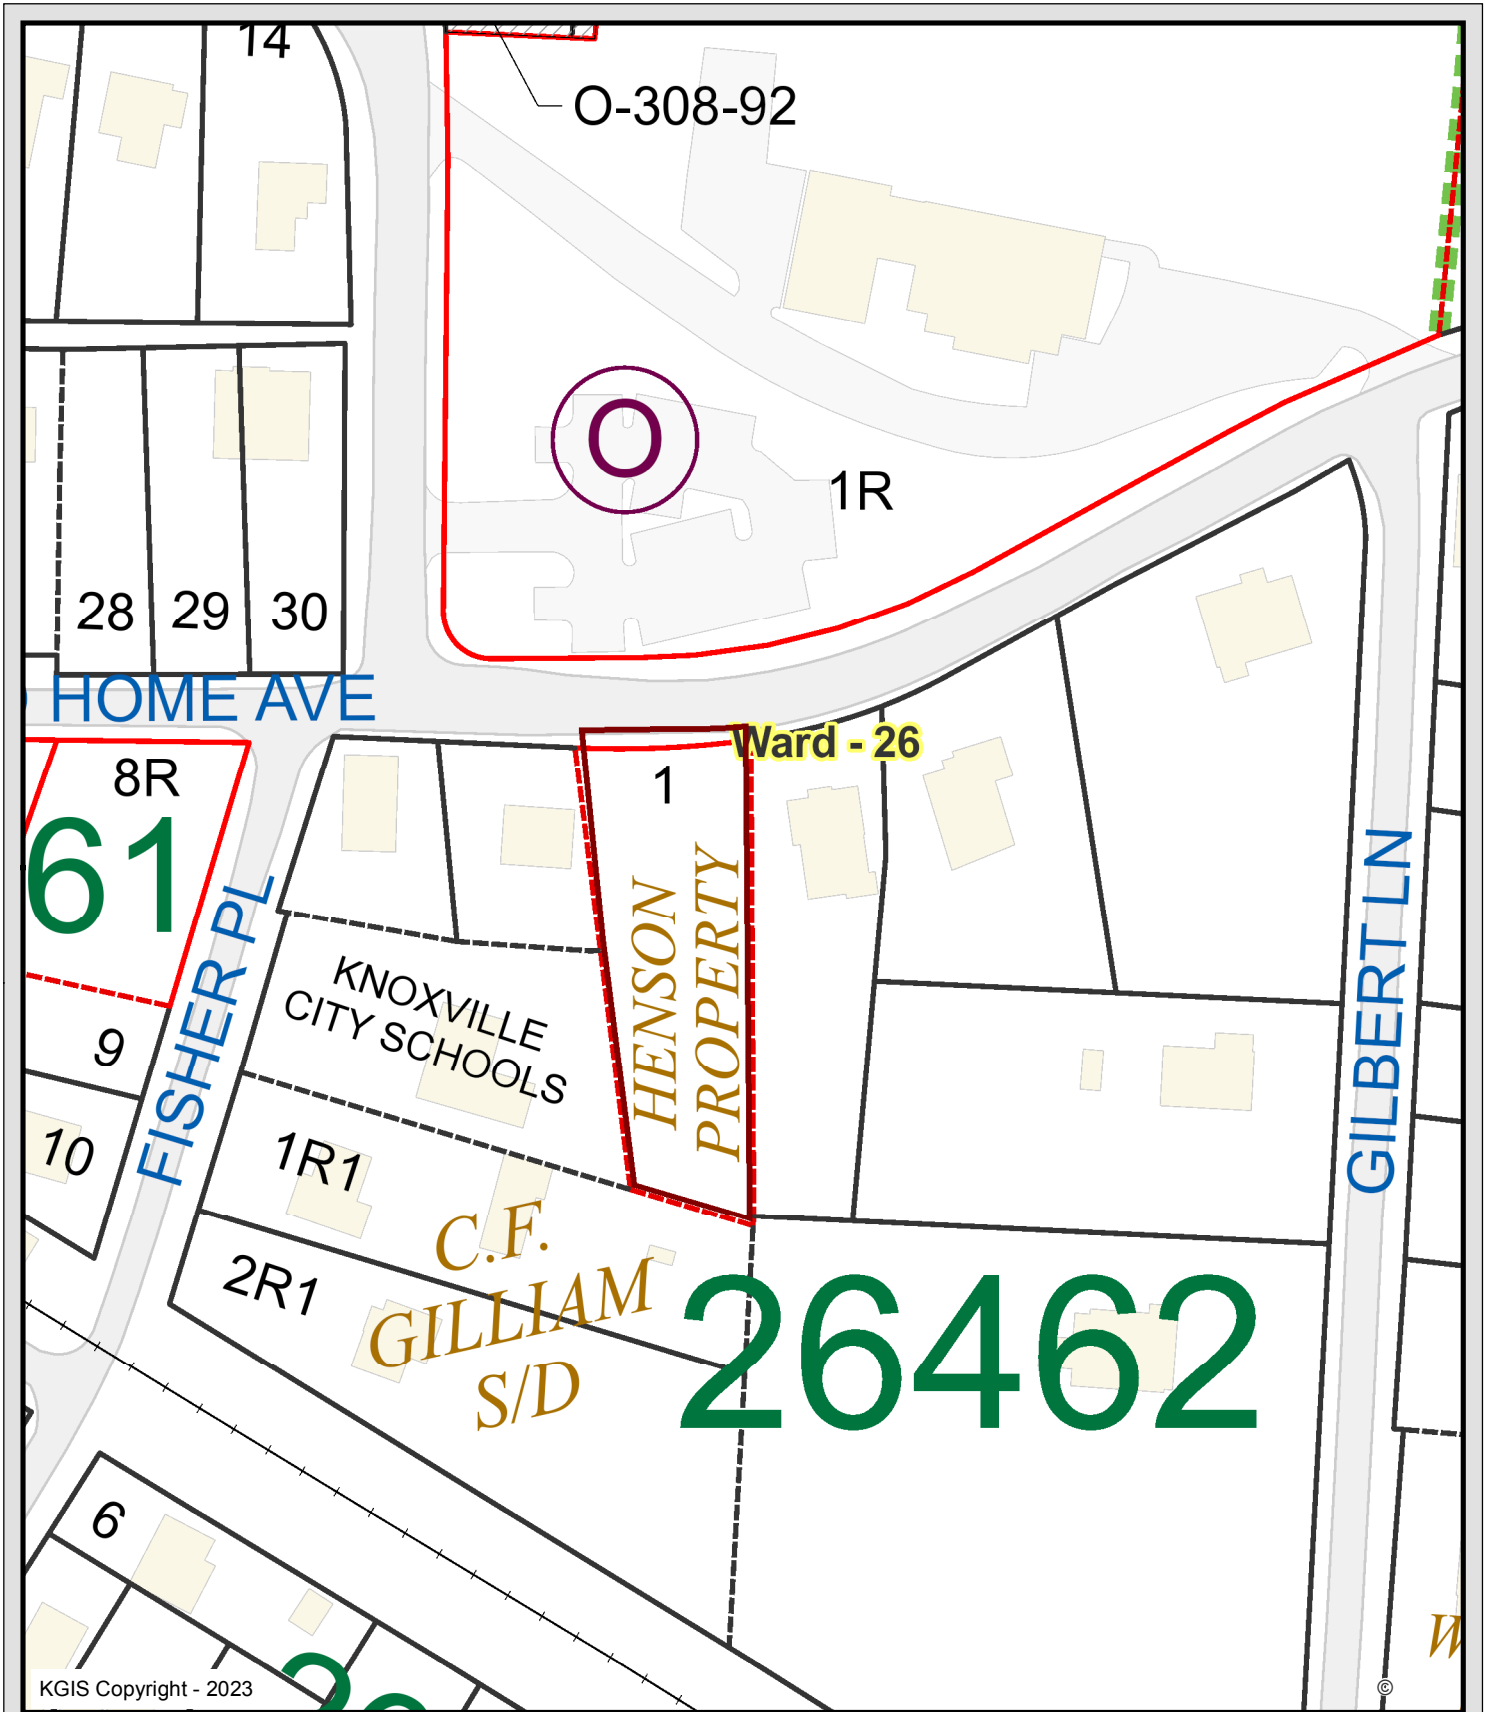 14
O-308-92
O
1R
28
29
30
HOME AVE
Ward - 26
8R
1
61
HENSON
PROPERTY
FISHER PL
GILBERT LN
KNOXVILLE
CITY SCHOOLS
9
10
1R1
C.F.
GILLIAM
S/D
2R1
26462
6
W
KGIS Copyright - 2023
©